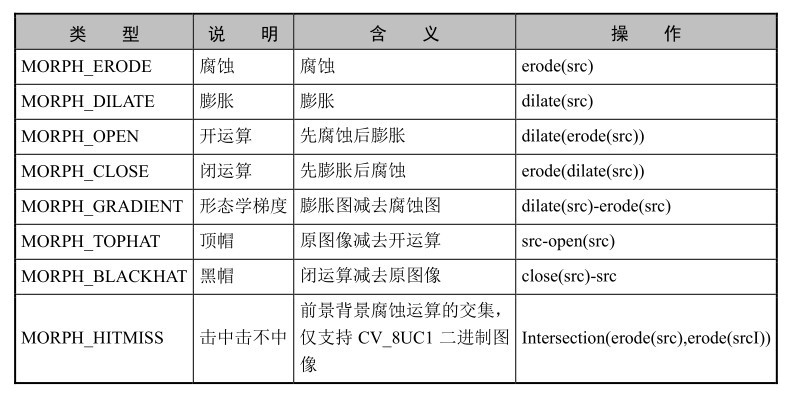 类 型 说 明 含 义 操 作
MORPH_ERODE 腐蚀 腐蚀 erode(src)
MORPH_DILATE 膨胀 膨胀 dilate(src)
MORPH_OPEN 开运算 先腐蚀后膨胀 dilate(erode(src))
MORPH_CLOSE 闭运算 先膨胀后腐蚀 erode(dilate(src))
MORPH_GRADIENT 形态学梯度 膨胀图减去腐蚀图 dilate(src)-erode(src)
MORPH_TOPHAT 顶帽 原图像减去开运算 src-open(src)
MORPH_BLACKHAT 黑帽 闭运算减去原图像 close(src)-src
前景背景腐蚀运算的交集，
MORPH_HITMISS 击中击不中 仅支持 CV_8UC1 二进制图 Intersection(erode(src),erode(srcI))
像